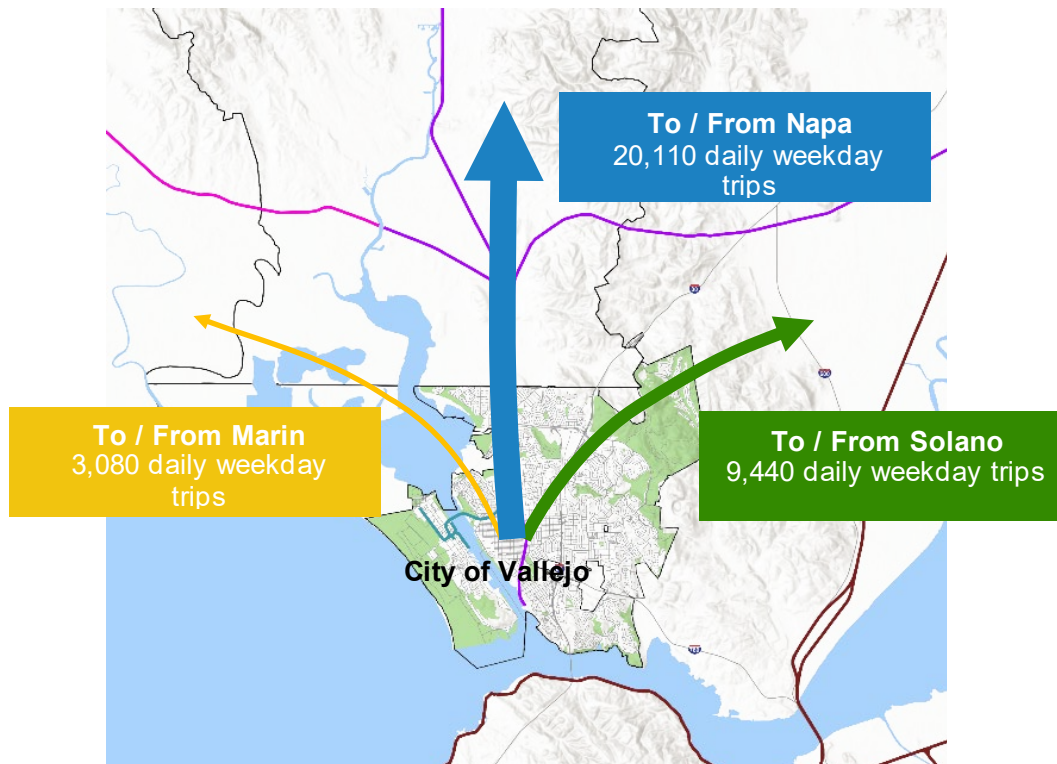 To / From Napa
20,110 daily weekday
trips
To / From Marin
3,080 daily weekday
trips
To / From Solano
9,440 daily weekday trips
City of Vallejo